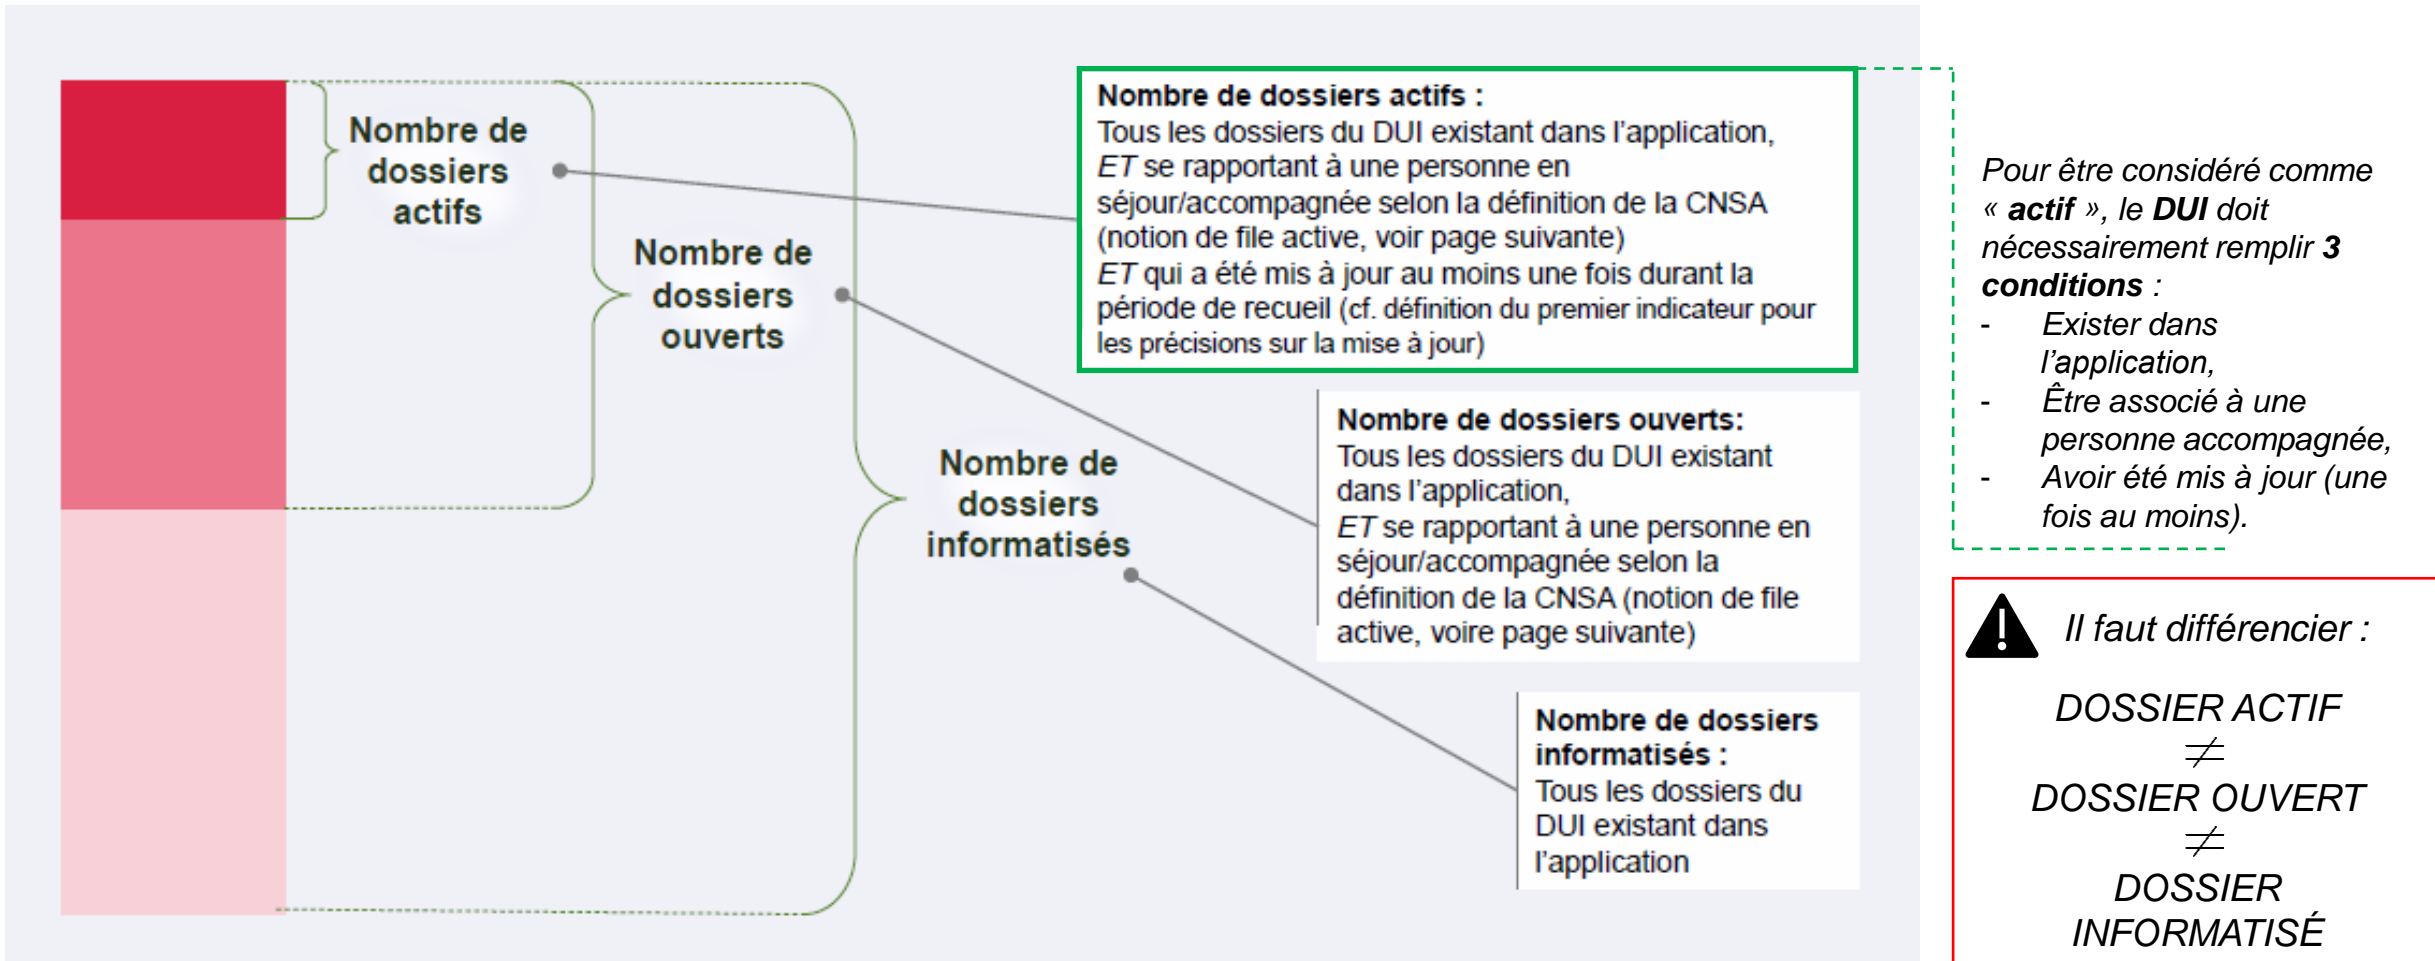 Nombre de
dossiers
actifs
Nombre de
dossiers
ouverts
Nombre de
dossiers
informatisés
Nombre de dossiers actifs :
Tous les dossiers du DUI existant dans l'application,
ET se rapportant à une personne en
séjour/accompagnée selon la définition de la CNSA
(notion de file active, voir page suivante)
ET qui a été mis à jour au moins une fois durant la
période de recueil (cf. définition du premier indicateur pour
les précisions sur la mise à jour)
Nombre de dossiers ouverts:
Tous les dossiers du DUI existant
dans l'application,
ET se rapportant à une personne en
séjour/accompagnée selon la
définition de la CNSA (notion de file
active, voire page suivante)
Nombre de dossiers
informatisés :
Tous les dossiers du
DUI existant dans
l'application
Pour être considéré comme
« actif », le DUI doit
nécessairement remplir 3
conditions :
- Exister dans
l'application,
- Être associé à une
personne accompagnée,
- Avoir été mis à jour (une
fois au moins).
Il faut différencier :
DOSSIER ACTIF
≠
DOSSIER OUVERT
≠
DOSSIER
INFORMATISÉ